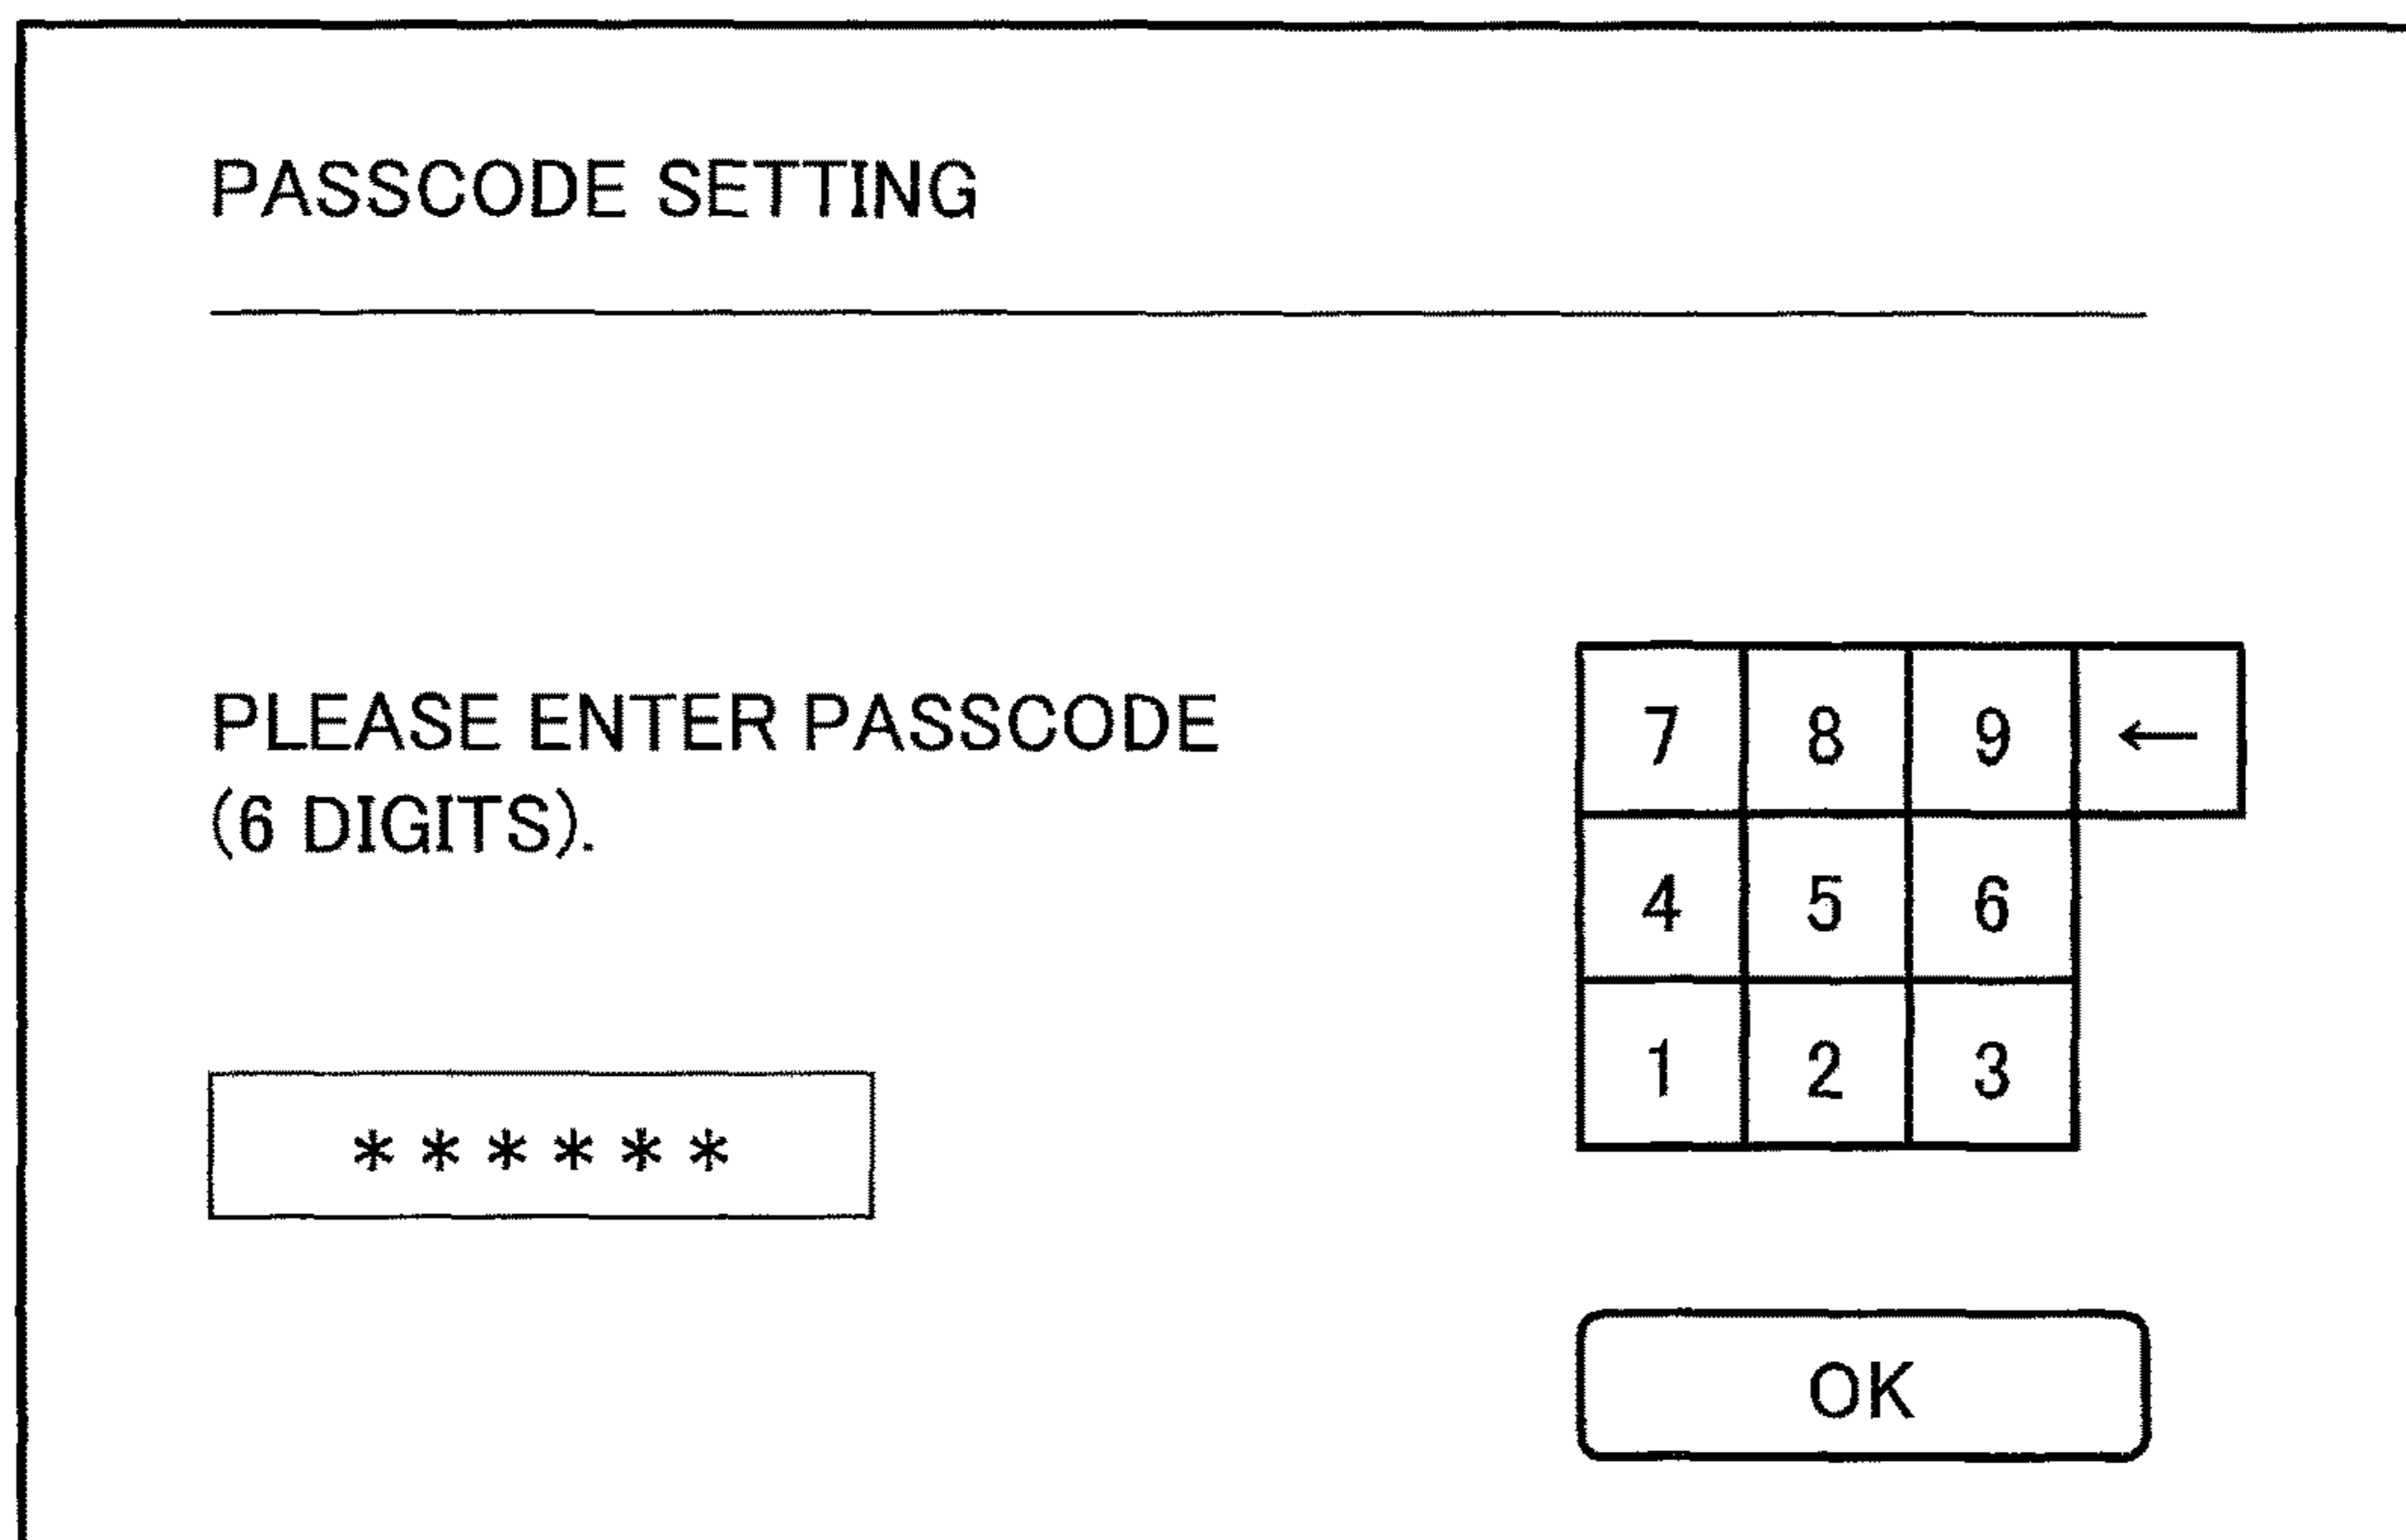 PASSCODE SETTING
PLEASE ENTER PASSCODE
(6 DIGITS).
＊＊＊＊＊＊
7 8 9 ←
4 5 6
1 2 3
OK